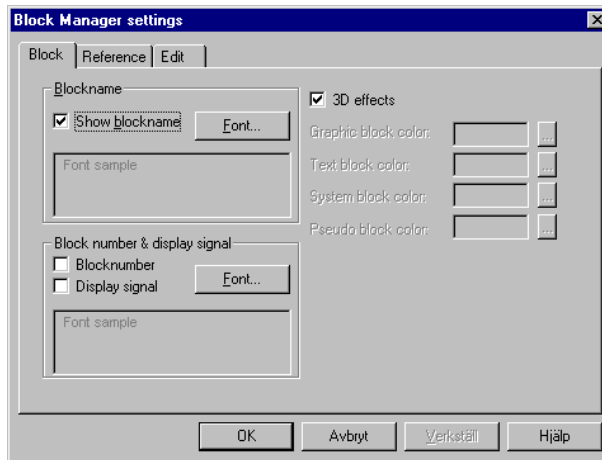 Block Manager settings
Block Reference Edit
Blockname
Show blockname
Font...
Font sample
Block number & display signal
Blocknumber
Display signal
Font...
Font sample
3D effects
Graphic block color:
...
Text block color:
...
System block color:
...
Pseudo block color:
...
OK Avbryt Verkställ Hjälp